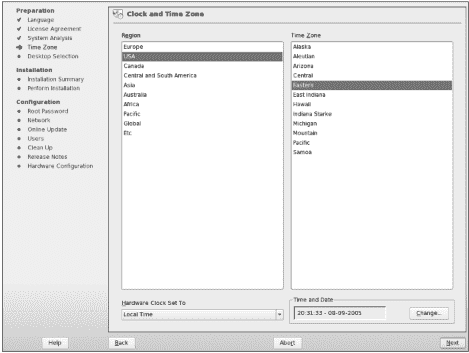 Preparation
Language
License Agreement
System Analysis
Time Zone
Desktop Selection
Installation
Installation Summary
Perform Installation
Configuration
Root Password
Network
Online Update
Users
Clean Up
Release Notes
Hardware Configuration
Clock and Time Zone
Region
Europe
USA
Canada
Central and South America
Asia
Australia
Africa
Pacific
Global
Etc
Time Zone
Alaska
Aleutian
Arizona
Central
Eastern
East Indiana
Hawaii
Indiana Starke
Michigan
Mountain
Pacific
Samoa
Hardware Clock Set To
Local Time
Time and Date
20:31:33 - 08-09-2005
Change...
Help
Back
Abort
Next